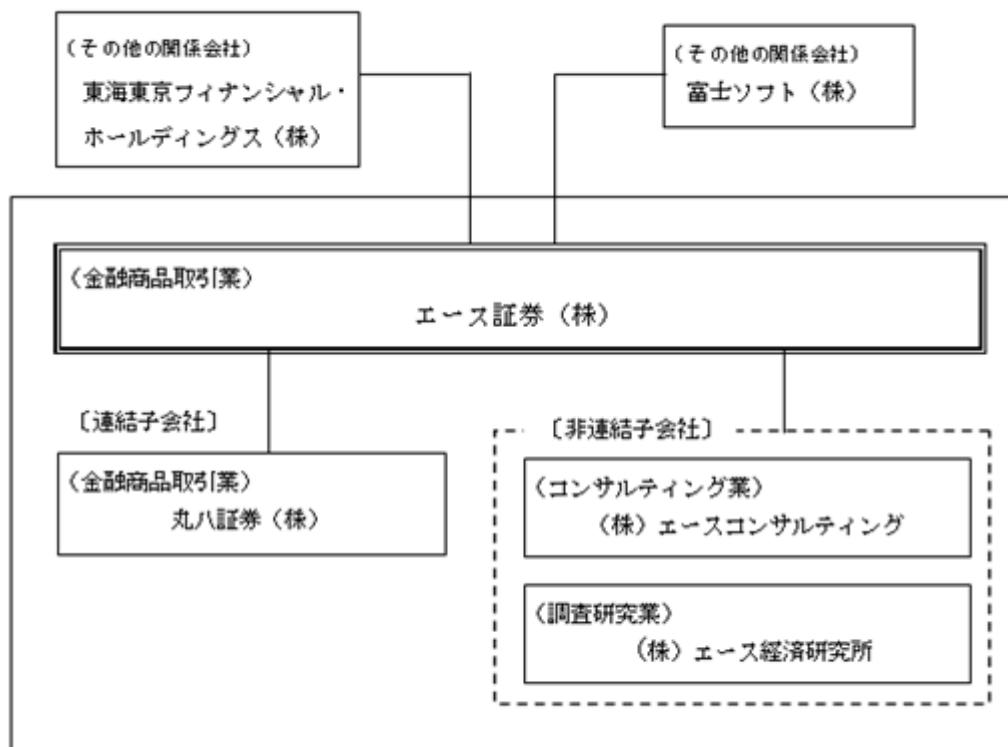 （その他の関係会社）
東海東京フィナンシャル・
ホールディングス（株）
（その他の関係会社）
富士ソフト（株）
（金融商品取引業）
エース証券（株）
〔連結子会社〕
（金融商品取引業）
丸八証券（株）
〔非連結子会社〕
（コンサルティング業）
（株）エースコンサルティング
（調査研究業）
（株）エース経済研究所